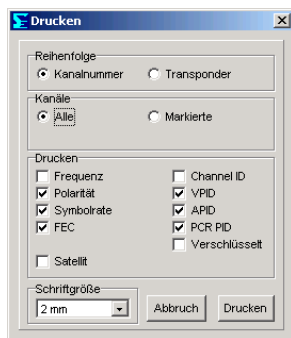 Drucken
Reihenfolge
Kanalnummer Transponder
Kanäle
Alle Markierte
Drucken
Frequenz Channel ID
Polarität VPID
Symbolrate APID
FEC PCR PID
Verschlüsselt
Satellit
Schriftgröße
2 mm Abbruch Drucken